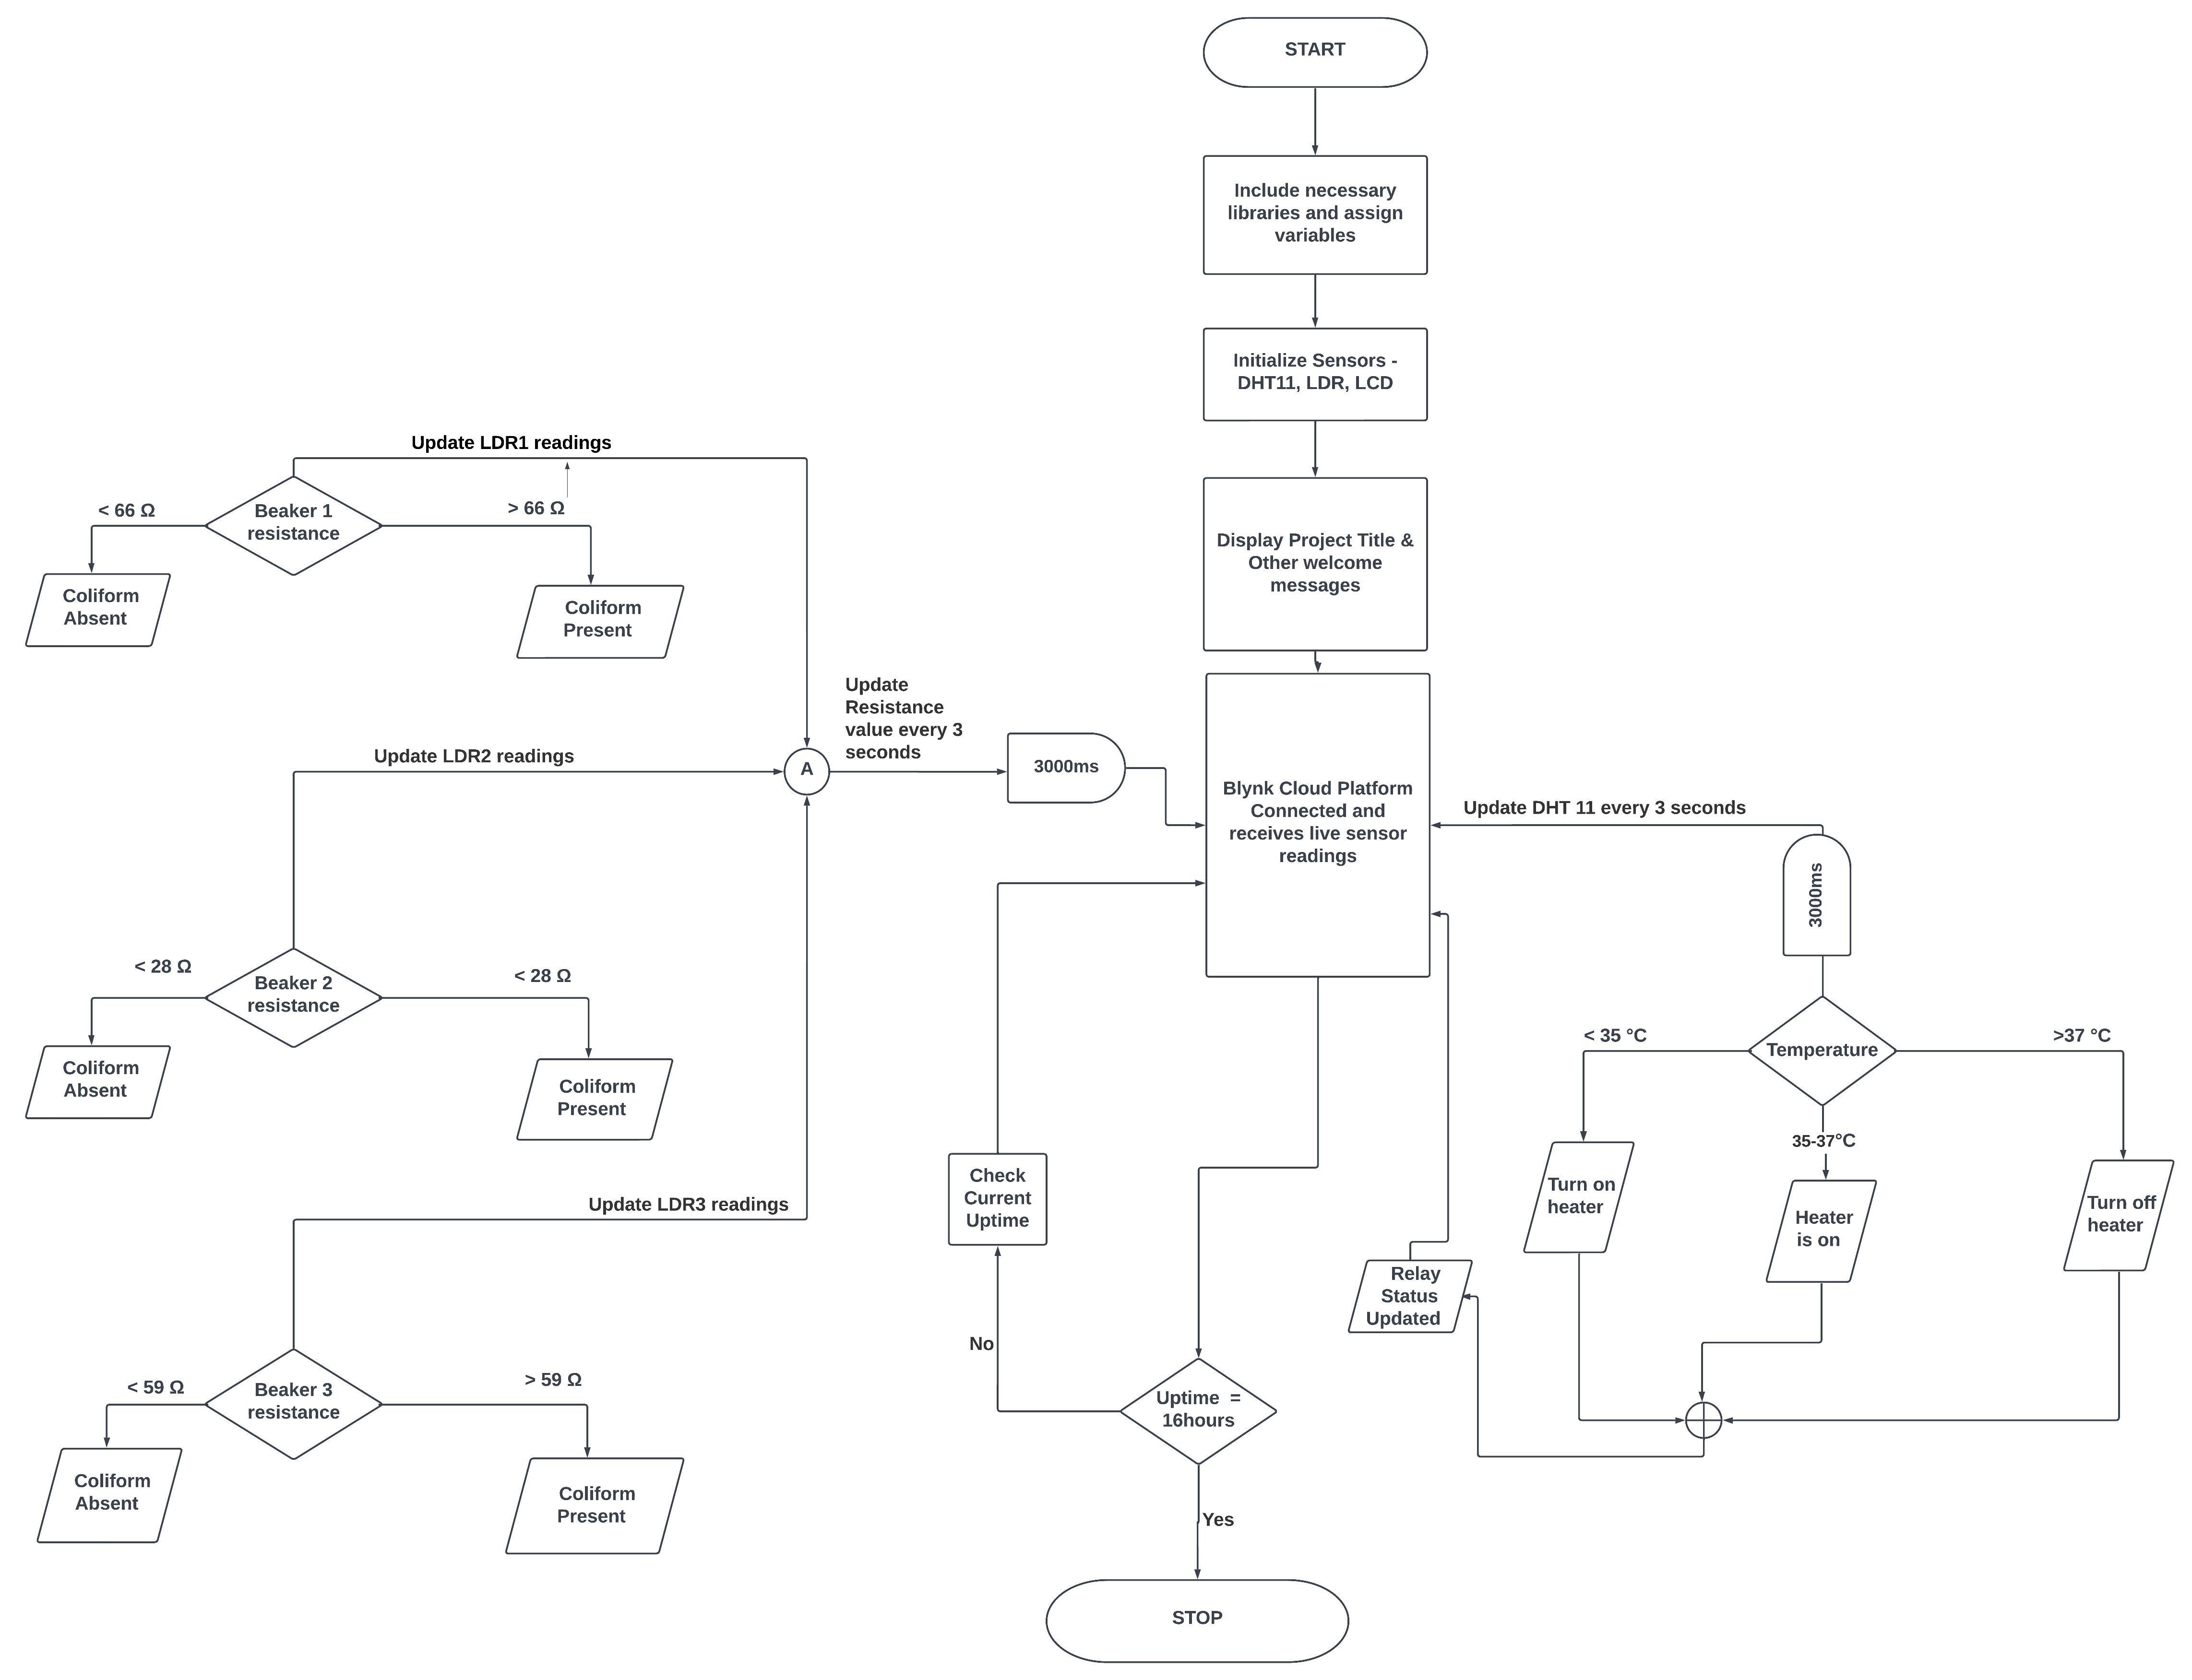 START
Include necessary
libraries and assign
variables
Initialize Sensors -
DHT11, LDR, LCD
Display Project Title &
Other welcome
messages
Update LDR1 readings
< 66 Ω
Beaker 1
resistance
> 66 Ω
Coliform
Absent
Coliform
Present
Update LDR2 readings
A
Update
Resistance
value every 3
seconds
3000ms
Blynk Cloud Platform
Connected and
receives live sensor
readings
Update DHT 11 every 3 seconds
3000ms
< 28 Ω
Beaker 2
resistance
< 28 Ω
Coliform
Absent
Coliform
Present
< 35 °C
Temperature
>37 °C
35-37°C
Turn on
heater
Heater
is on
Turn off
heater
Update LDR3 readings
Check
Current
Uptime
Relay
Status
Updated
No
< 59 Ω
Beaker 3
resistance
> 59 Ω
Coliform
Absent
Coliform
Present
Uptime =
16hours
Yes
STOP